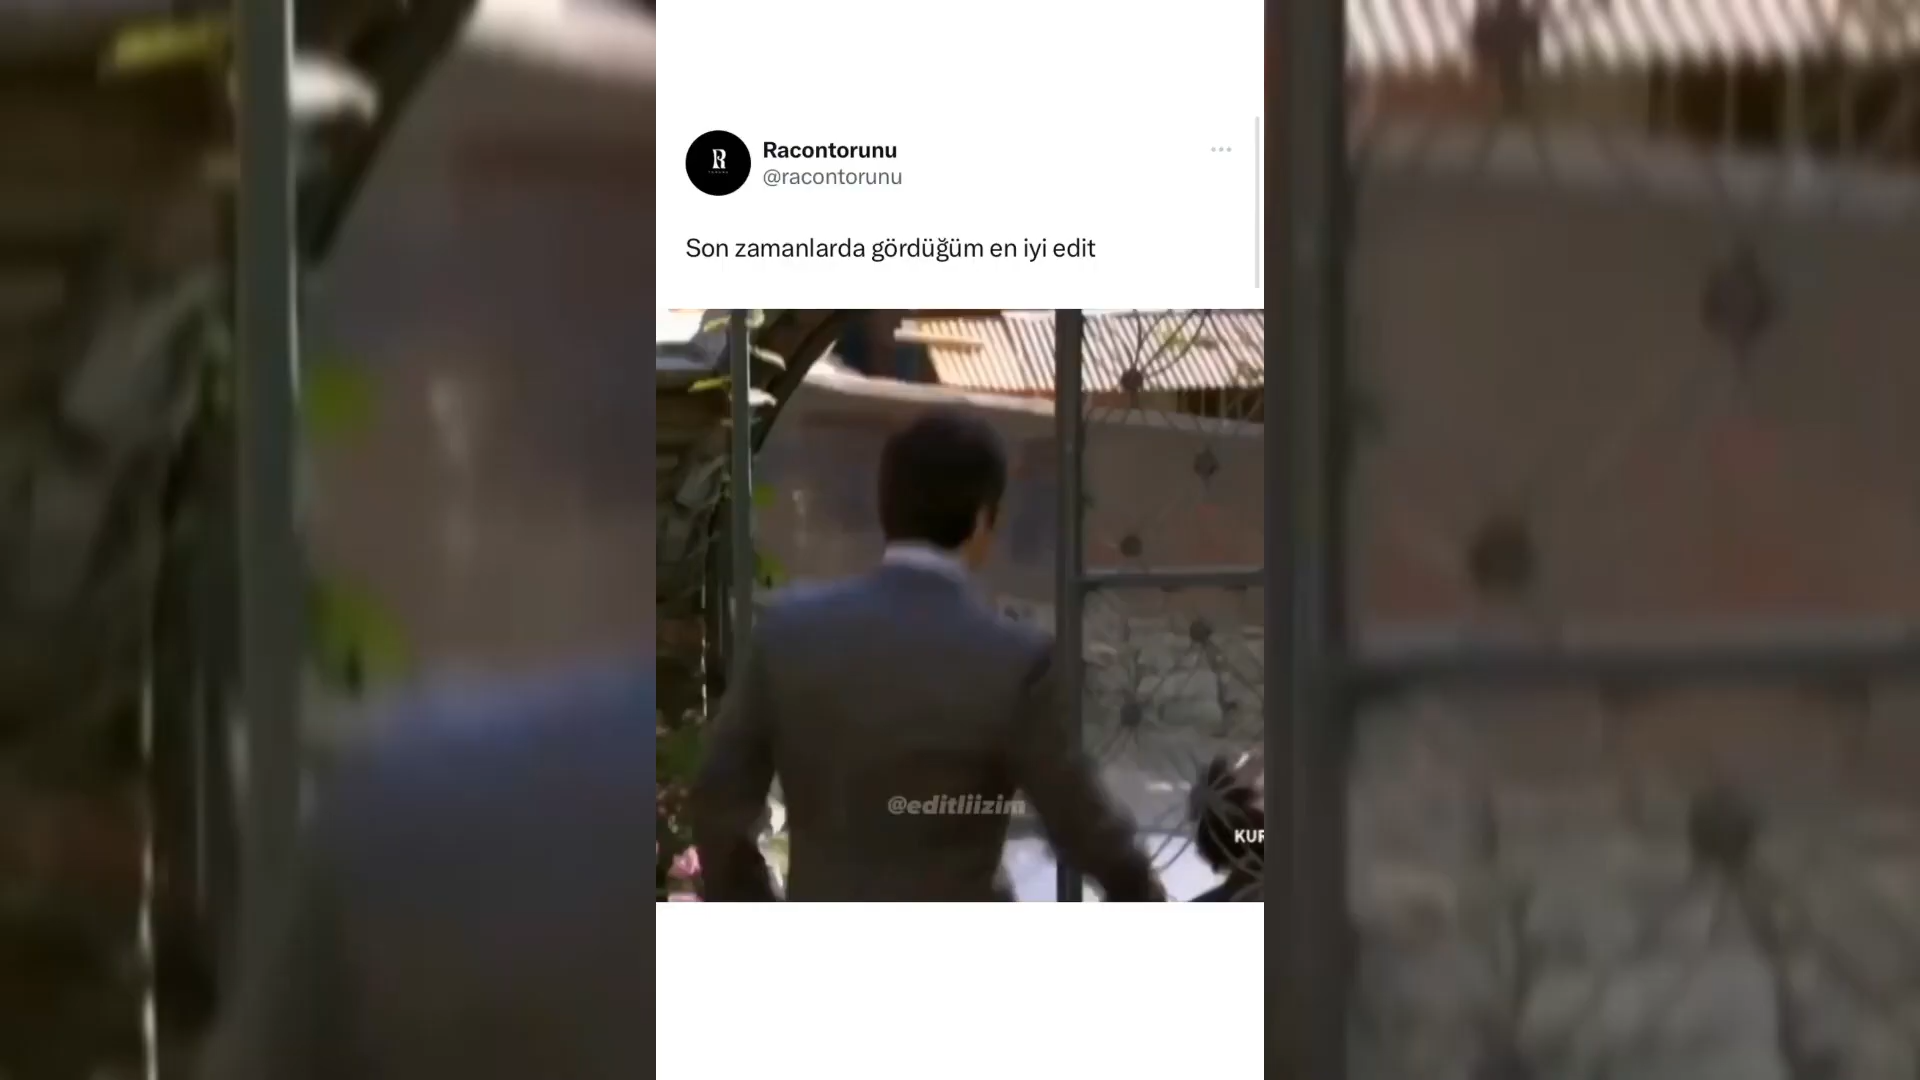 Racontorunu
@racontorunu
Son zamanlarda gördüğüm en iyi edit
@editliizim
KUR